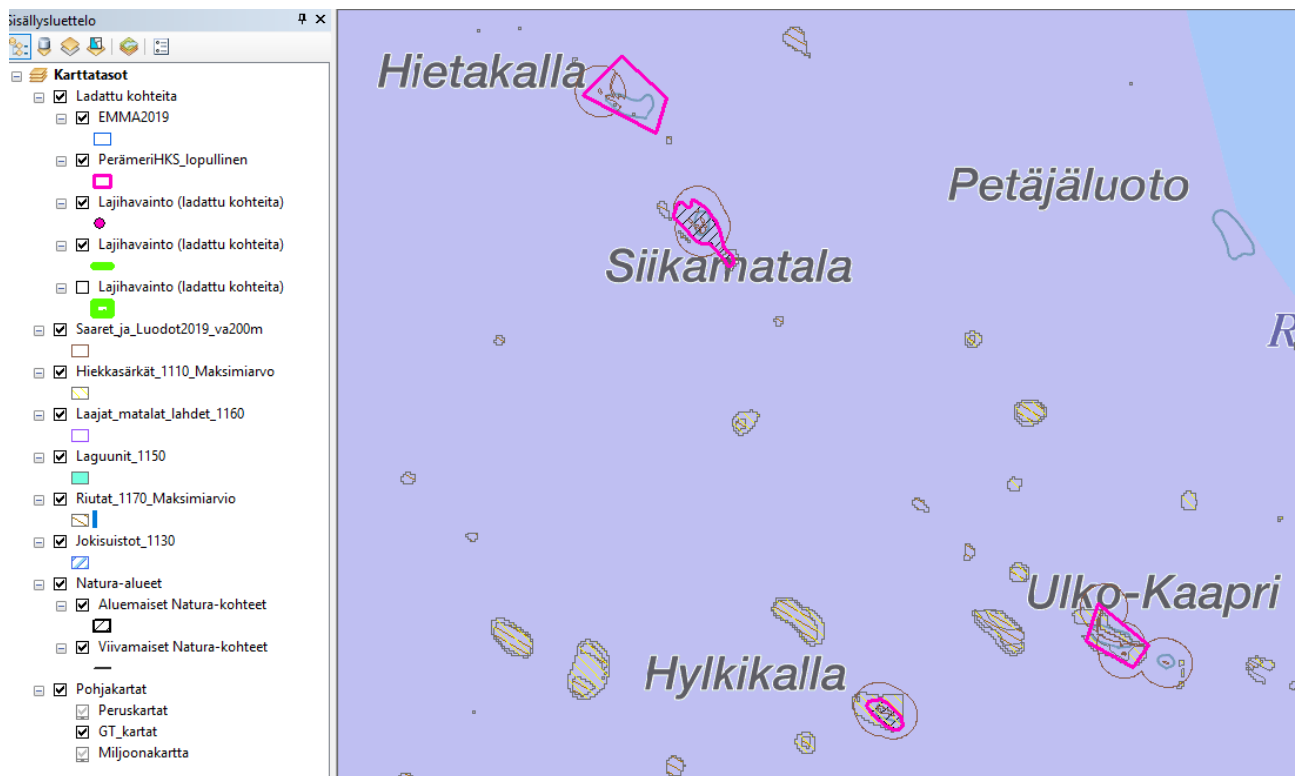 Sisällysluettelo
Karttatasot
Ladattu kohteita
EMMA2019
PerämeriHKS_lopullinen
Lajihavainto (ladattu kohteita)
Lajihavainto (ladattu kohteita)
Lajihavainto (ladattu kohteita)
Saaret_ja_Luodot2019_va200m
Hiekkasärkät_1110_Maksimiarvo
Laajat_matalat_lahdet_1160
Laguunit_1150
Riutat_1170_Maksimiarvio
Jokisuistot_1130
Natura-alueet
Aluemaiset Natura-kohteet
Viivamaiset Natura-kohteet
Pohjakartat
Peruskartat
GT_kartat
Miljoonakartta
Hietakalla
Petäjäluoto
Siikamatala
R
Ulko-Kaapri
Hylkikalla